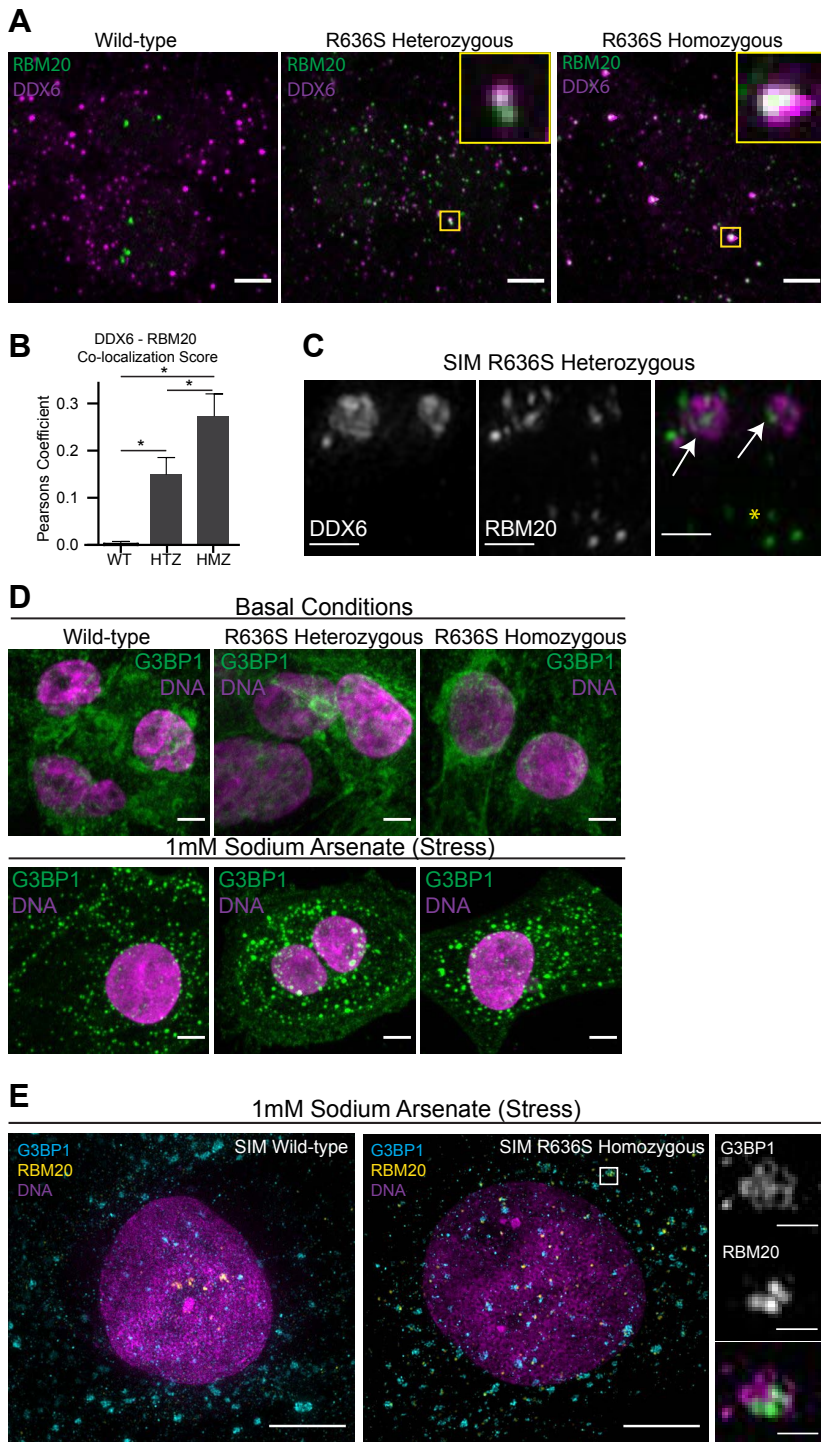 A
Wild-type
R636S Heterozygous
R636S Homozygous
RBM20
DDX6
RBM20
DDX6
RBM20
DDX6
B
DDX6 - RBM20
Co-localization Score
Pearsons Coefficient
0.3
0.2
0.1
0.0
*
*
*
WT
HTZ
HMZ
C
SIM R636S Heterozygous
DDX6
RBM20
*
D
Basal Conditions
Wild-type
R636S Heterozygous
R636S Homozygous
G3BP1
DNA
G3BP1
DNA
G3BP1
DNA
1mM Sodium Arsenate (Stress)
G3BP1
DNA
G3BP1
DNA
G3BP1
DNA
E
1mM Sodium Arsenate (Stress)
G3BP1
RBM20
DNA
SIM Wild-type
G3BP1
RBM20
DNA
SIM R636S Homozygous
G3BP1
RBM20